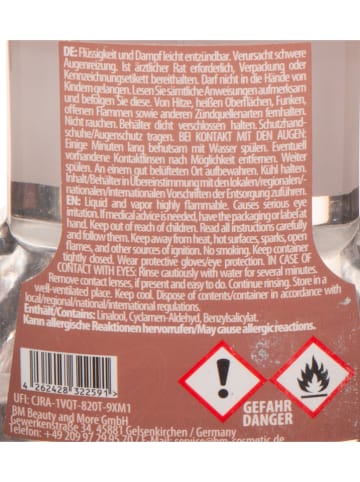 DE: Flüssigkeit und Dampf leicht entzündbar. Verursacht schwere
Augenreizung. Ist ärztlicher Rat erforderlich, Verpackung oder
Kennzeichnungsetikett bereithalten. Darf nicht in die Hände von
Kindern gelangen. Lesen Sie sämtliche Anweisungen aufmerksam
und befolgen Sie diese. Von Hitze, heißen Oberflächen, Funken,
offenen Flammen sowie anderen Zündquellenarten fernhalten.
Nicht rauchen. Behälter dicht verschlossen halten. Schutzhand-
schuhe/Augenschutz tragen. BEI KONTAKT MIT DEN AUGEN:
Einige Minuten lang behutsam mit Wasser spülen. Eventuell
vorhandene Kontaktlinsen nach Möglichkeit entfernen. Weiter
spülen. An einem gut belüfteten Ort aufbewahren. Kühl halten.
Inhalt/Behälter in Übereinstimmung mit den lokalen/regionalen/-
nationalen/internationalen Vorschriften der Entsorgung zuführen.
EN: Liquid and vapor highly flammable. Causes serious eye
irritation. If medical advice is needed, have the packaging or label at
hand. Keep out of reach of children. Read all instructions carefully
and follow them. Keep away from heat, hot surfaces, sparks, open
flames, and other sources of ignition. No smoking. Keep container
tightly closed. Wear protective gloves/eye protection. IN CASE OF
CONTACT WITH EYES: Rinse cautiously with water for several minutes.
Remove contact lenses, if present and easy to do. Continue rinsing. Store in a
well-ventilated place. Keep cool. Dispose of contents/container in accordance with
local/regional/national/international regulations.
Enthält/Contains: Linalool, Cyclamen-Aldehyd, Benzylsalicylat.
Kann allergische Reaktionen hervorrufen/May cause allergic reactions.
4 262428 322591 >
UFI: CJRA-1VQT-820T-9XM1
BM Beauty and More GmbH
Gewerkenstraße 34, 45881 Gelsenkirchen / Germany
Telefon: +49 209 97 29 95 20 / E-Mail: service@bm-cosmetic.de
GEFAHR
DANGER